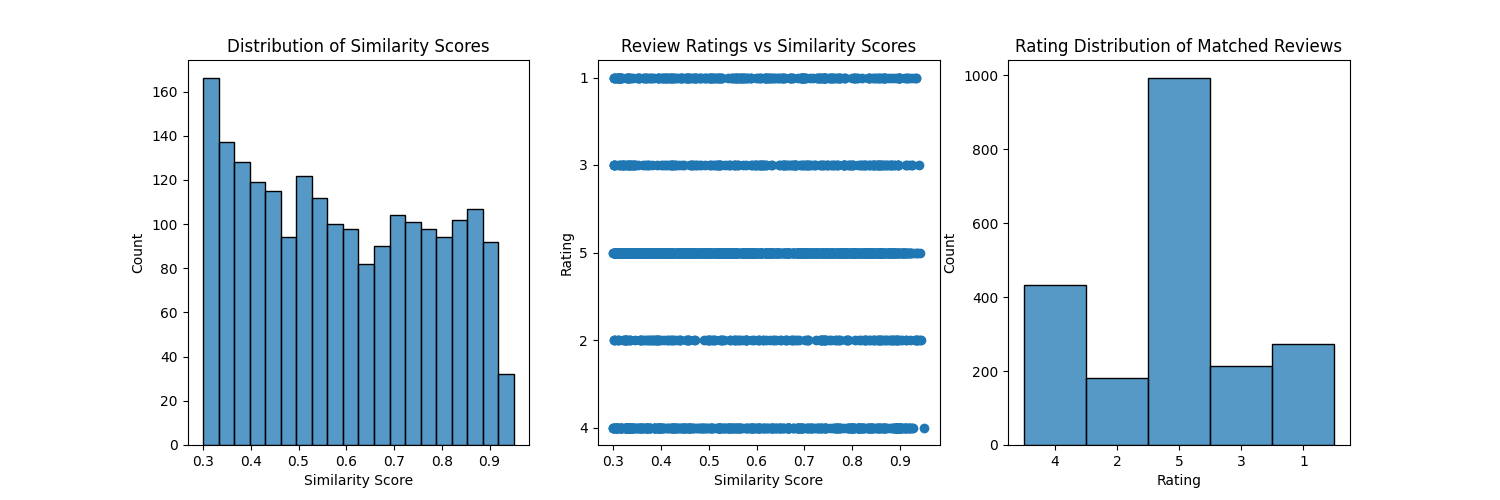 Distribution of Similarity Scores
Count
160
140
120
100
80
60
40
20
0
0.3 0.4 0.5 0.6 0.7 0.8 0.9
Similarity Score
Review Ratings vs Similarity Scores
Rating
1
3
5
2
4
0.3 0.4 0.5 0.6 0.7 0.8 0.9
Similarity Score
Rating Distribution of Matched Reviews
Count
1000
800
600
400
200
0
4 2 5 3 1
Rating